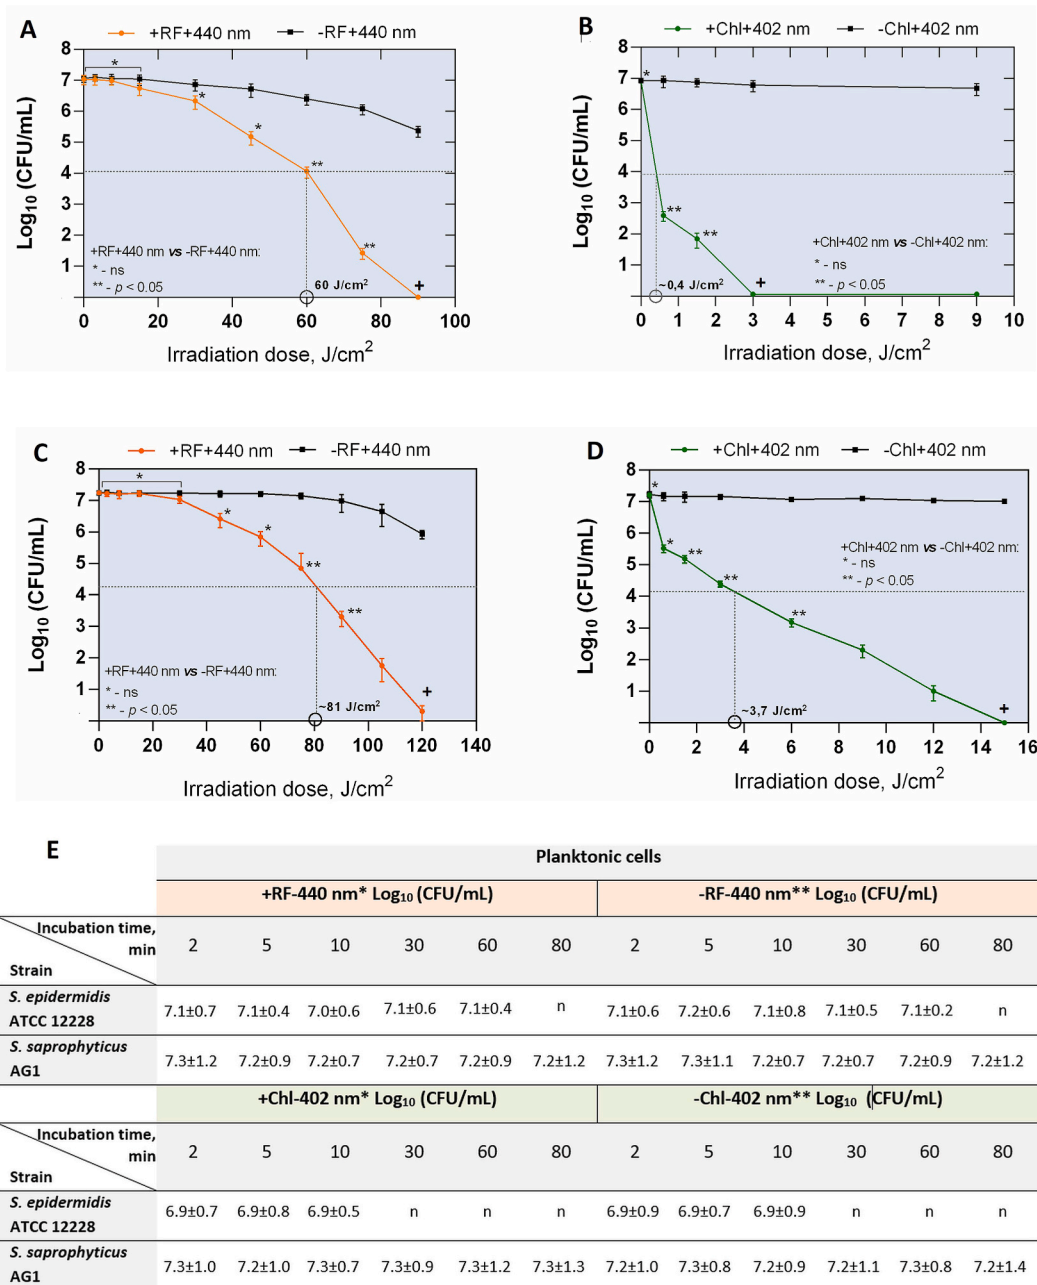 A
+RF+440 nm -RF+440 nm
8
7
6
5
4
3
2
1
Log10 (CFU/mL)
*
*
*
**
**
+
+RF+440 nm vs -RF+440 nm:
* - ns
** - p < 0.05
60 J/cm2
0 20 40 60 80 100
Irradiation dose, J/cm2
B
+Chl+402 nm -Chl+402 nm
8
7
6
5
4
3
2
1
Log10 (CFU/mL)
*
**
**
+
+Chl+402 nm vs -Chl+402 nm:
* - ns
** - p < 0.05
~0,4 J/cm2
0 1 2 3 4 5 6 7 8 9 10
Irradiation dose, J/cm2
C
+RF+440 nm -RF+440 nm
8
7
6
5
4
3
2
1
Log10 (CFU/mL)
*
*
*
**
**
+
+RF+440 nm vs -RF+440 nm:
* - ns
** - p < 0.05
~81 J/cm2
0 20 40 60 80 100 120 140
Irradiation dose, J/cm2
D
+Chl+402 nm -Chl+402 nm
8
7
6
5
4
3
2
1
Log10 (CFU/mL)
*
*
**
**
**
+
+Chl+402 nm vs -Chl+402 nm:
* - ns
** - p < 0.05
~3,7 J/cm2
0 2 4 6 8 10 12 14 16
Irradiation dose, J/cm2
E
Planktonic cells
+RF-440 nm* Log10 (CFU/mL) -RF-440 nm** Log10 (CFU/mL)
Incubation time,
min
Strain
2 5 10 30 60 80 2 5 10 30 60 80
S. epidermidis
ATCC 12228
7.1±0.7 7.1±0.4 7.0±0.6 7.1±0.6 7.1±0.4 n 7.1±0.6 7.2±0.6 7.1±0.8 7.1±0.5 7.1±0.2 n
S. saprophyticus
AG1
7.3±1.2 7.2±0.9 7.2±0.7 7.2±0.7 7.2±0.9 7.2±1.2 7.3±1.2 7.3±1.1 7.2±0.7 7.2±0.7 7.2±0.9 7.2±1.2
+Chl-402 nm* Log10 (CFU/mL) -Chl-402 nm** Log10 (CFU/mL)
Incubation time,
min
Strain
2 5 10 30 60 80 2 5 10 30 60 80
S. epidermidis
ATCC 12228
6.9±0.7 6.9±0.8 6.9±0.5 n n n 6.9±0.9 6.9±0.7 6.9±0.9 n n n
S. saprophyticus
AG1
7.3±1.0 7.2±1.0 7.3±0.7 7.3±0.9 7.3±1.2 7.3±1.3 7.2±1.0 7.3±0.8 7.2±0.9 7.2±1.1 7.3±0.8 7.2±1.4